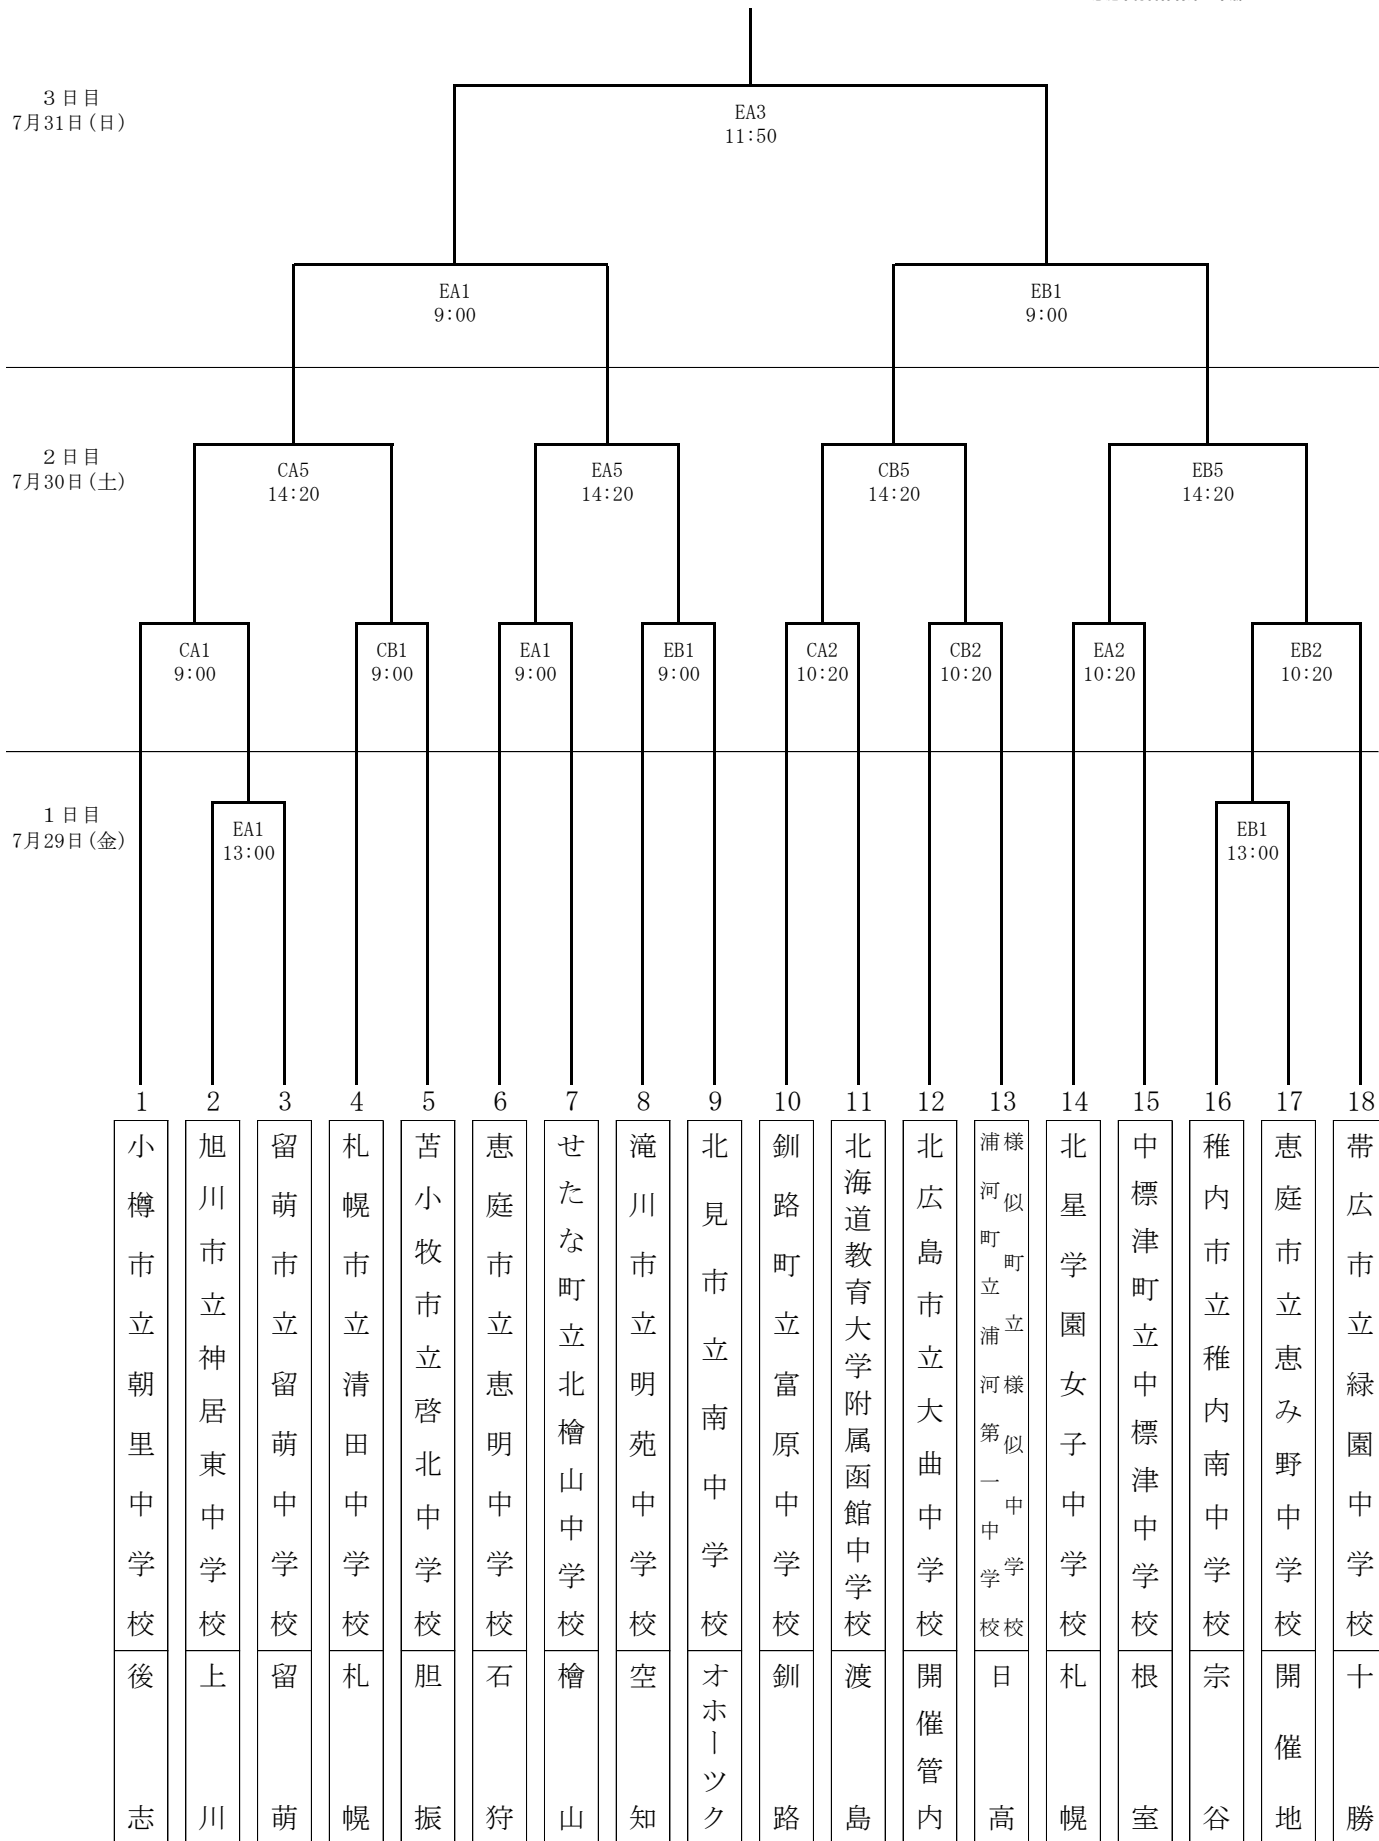 3日目
7月31日(日)
EA3
11:50
EA1
9:00
EB1
9:00
2日目
7月30日(土)
CA5
14:20
EA5
14:20
CB5
14:20
EB5
14:20
CA1
9:00
CB1
9:00
EA1
9:00
EB1
9:00
CA2
10:20
CB2
10:20
EA2
10:20
EB2
10:20
1日目
7月29日(金)
EA1
13:00
EB1
13:00
1
小樽市立朝里中学校
後志
2
旭川市立神居東中学校
上川
3
留萌市立留萌中学校
留萌
4
札幌市立清田中学校
札幌
5
苫小牧市立啓北中学校
胆振
6
恵庭市立恵明中学校
石狩
7
せたな町立北檜山中学校
檜山
8
滝川市立明苑中学校
空知
9
北見市立南中学校
オホーツク
10
釧路町立富原中学校
釧路
11
北海道教育大学附属函館中学校
渡島
12
北広島市立大曲中学校
開催管内
13
様似町立様似中学校
浦河町立浦河第一中学校
日高
14
北星学園女子中学校
札幌
15
中標津町立中標津中学校
根室
16
稚内市立稚内南中学校
宗谷
17
恵庭市立恵み野中学校
開催地
18
帯広市立緑園中学校
十勝